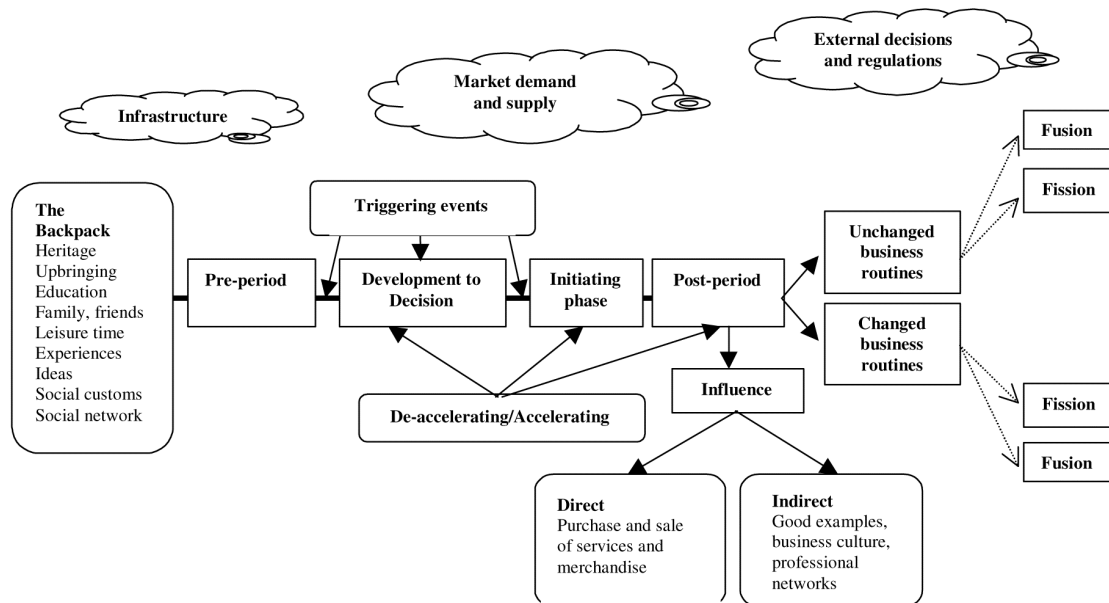 External decisions
and regulations
Market demand
and supply
Infrastructure
Fusion
Fission
The
Backpack
Heritage
Upbringing
Education
Family, friends
Leisure time
Experiences
Ideas
Social customs
Social network
Triggering events
Pre-period
Development to
Decision
Initiating
phase
Post-period
Unchanged
business
routines
Changed
business
routines
De-accelerating/Accelerating
Influence
Fission
Fusion
Direct
Purchase and sale
of services and
merchandise
Indirect
Good examples,
business culture,
professional
networks